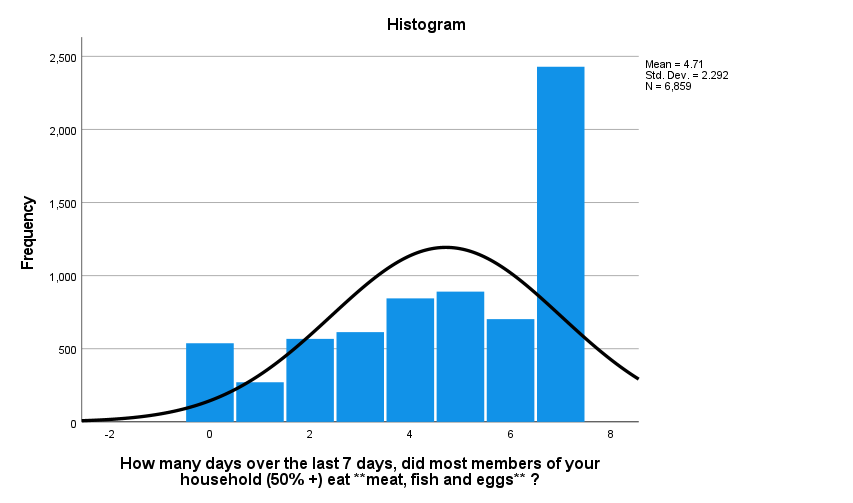 Histogram
Mean = 4.71
Std. Dev. = 2.292
N = 6,859
Frequency
2,500
2,000
1,500
1,000
500
0
-2 0 2 4 6 8
How many days over the last 7 days, did most members of your
household (50% +) eat **meat, fish and eggs** ?